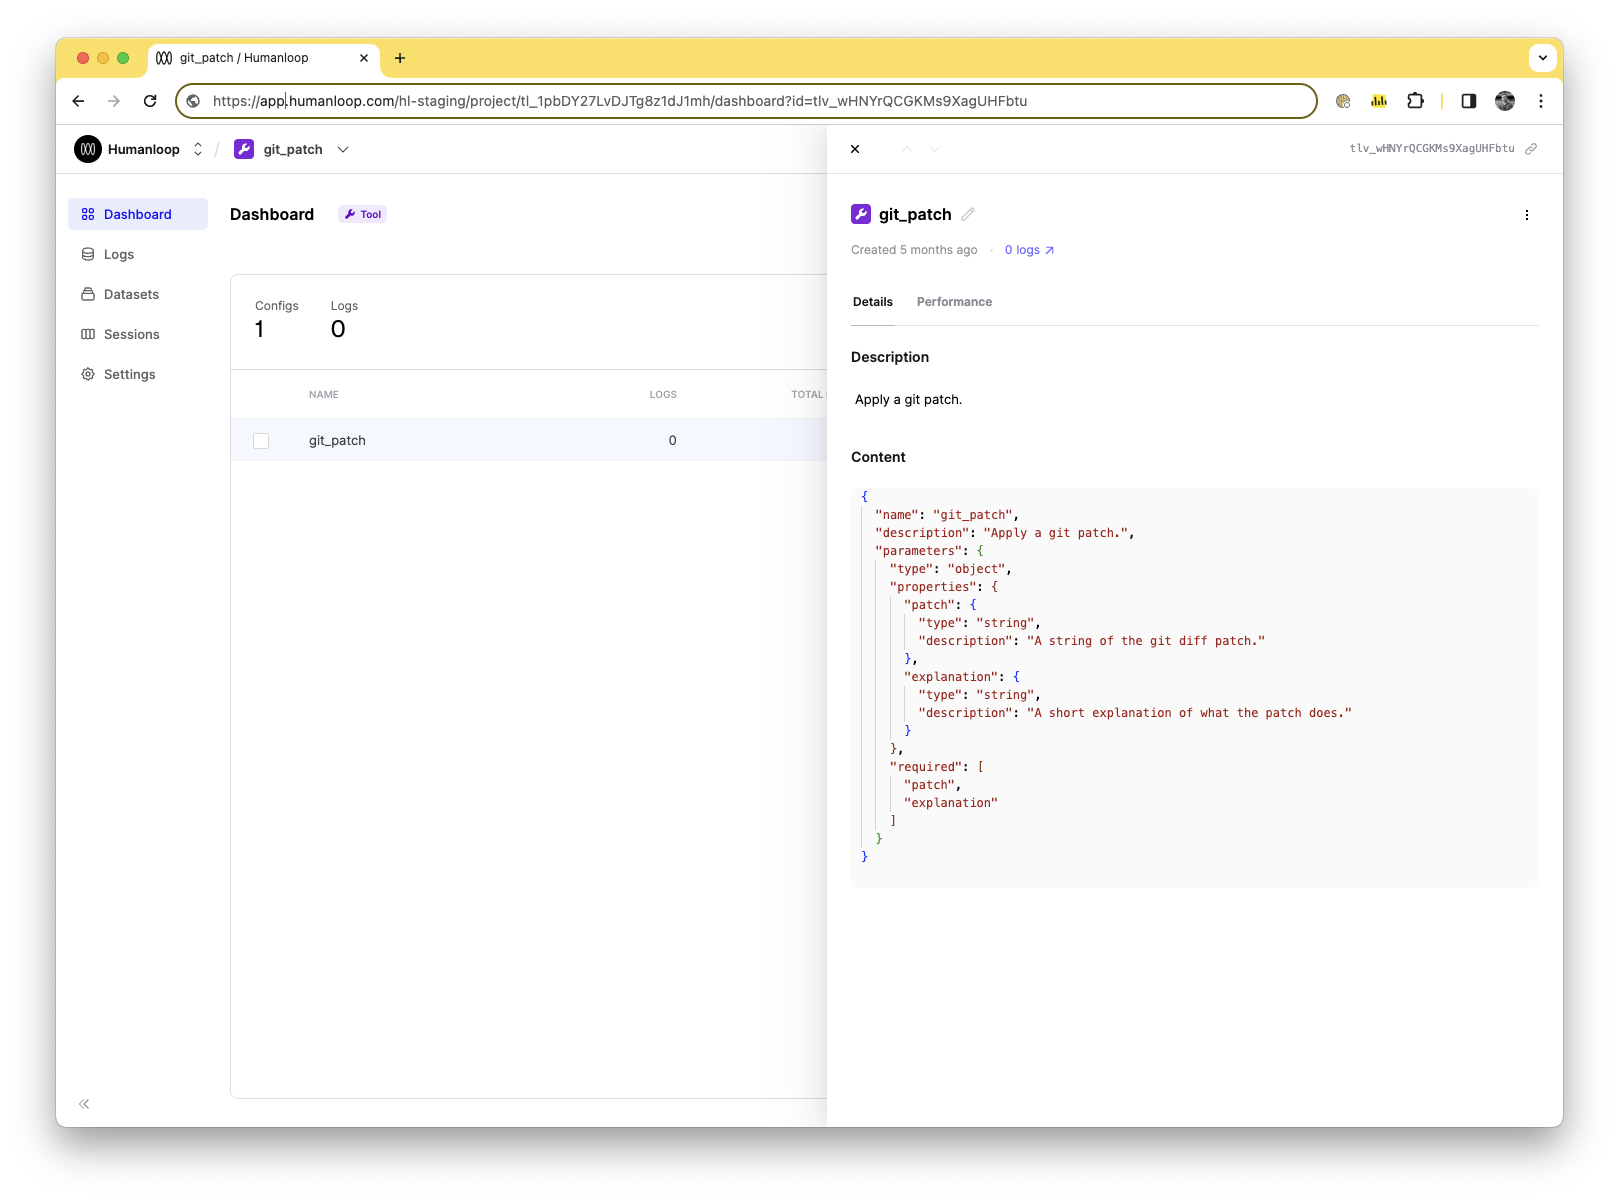 git_patch / Humanloop
https://app.humanloop.com/hl-staging/project/tl_1pbDY27LvDJTg8z1dJ1mh/dashboard?id=tlv_wHNYrQCGKMs9XagUHFbtu
Humanloop / git_patch
tlv_wHNYrQCGKMs9XagUHFbtu
Dashboard
Logs
Datasets
Sessions
Settings
Dashboard Tool
Configs Logs
1 0
NAME LOGS TOTAL
git_patch 0
git_patch
Created 5 months ago · 0 logs
Details Performance
Description
Apply a git patch.
Content
{
"name": "git_patch",
"description": "Apply a git patch.",
"parameters": {
"type": "object",
"properties": {
"patch": {
"type": "string",
"description": "A string of the git diff patch."
},
"explanation": {
"type": "string",
"description": "A short explanation of what the patch does."
}
},
"required": [
"patch",
"explanation"
]
}
}